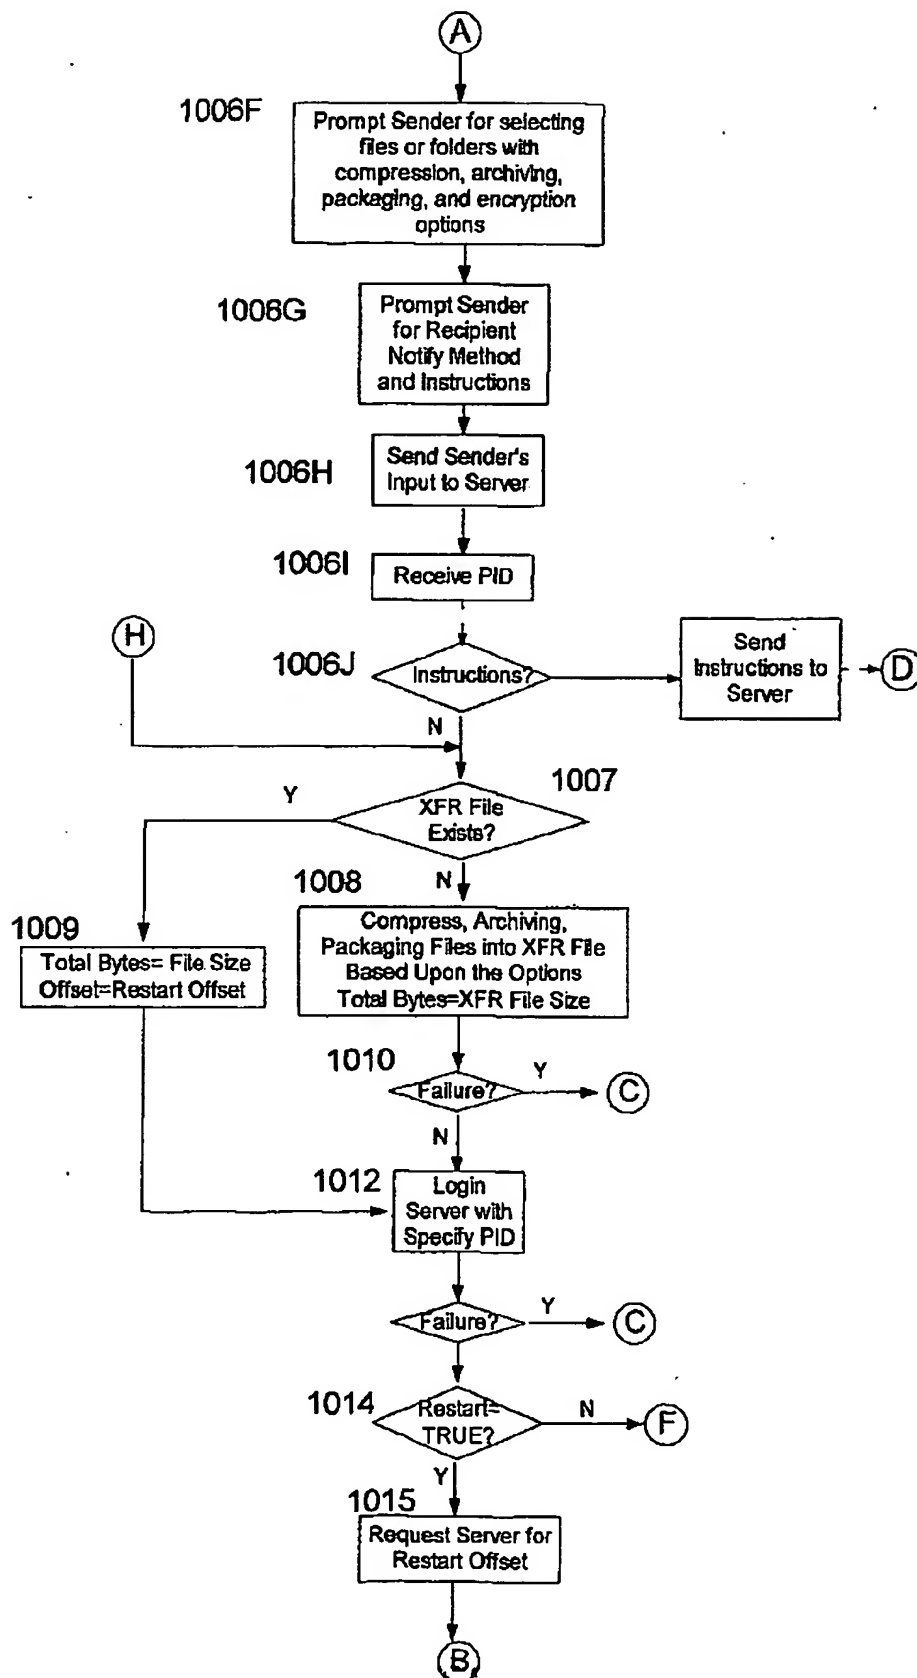 A
1006F
Prompt Sender for selecting
files or folders with
compression, archiving,
packaging, and encryption
options
1006G
Prompt Sender
for Recipient
Notify Method
and Instructions
1006H
Send Sender's
Input to Server
1006I
Receive PID
H
1006J
Instructions?
Send
Instructions to
Server
D
N
1007
Y
XFR File
Exists?
N
1008
Compress, Archiving,
Packaging Files into XFR File
Based Upon the Options
Total Bytes=XFR File Size
1009
Total Bytes= File Size
Offset=Restart Offset
1010
Failure?
Y
C
N
1012
Login
Server with
Specify PID
Failure?
Y
C
1014
Restart=
TRUE?
N
F
Y
1015
Request Server for
Restart Offset
B